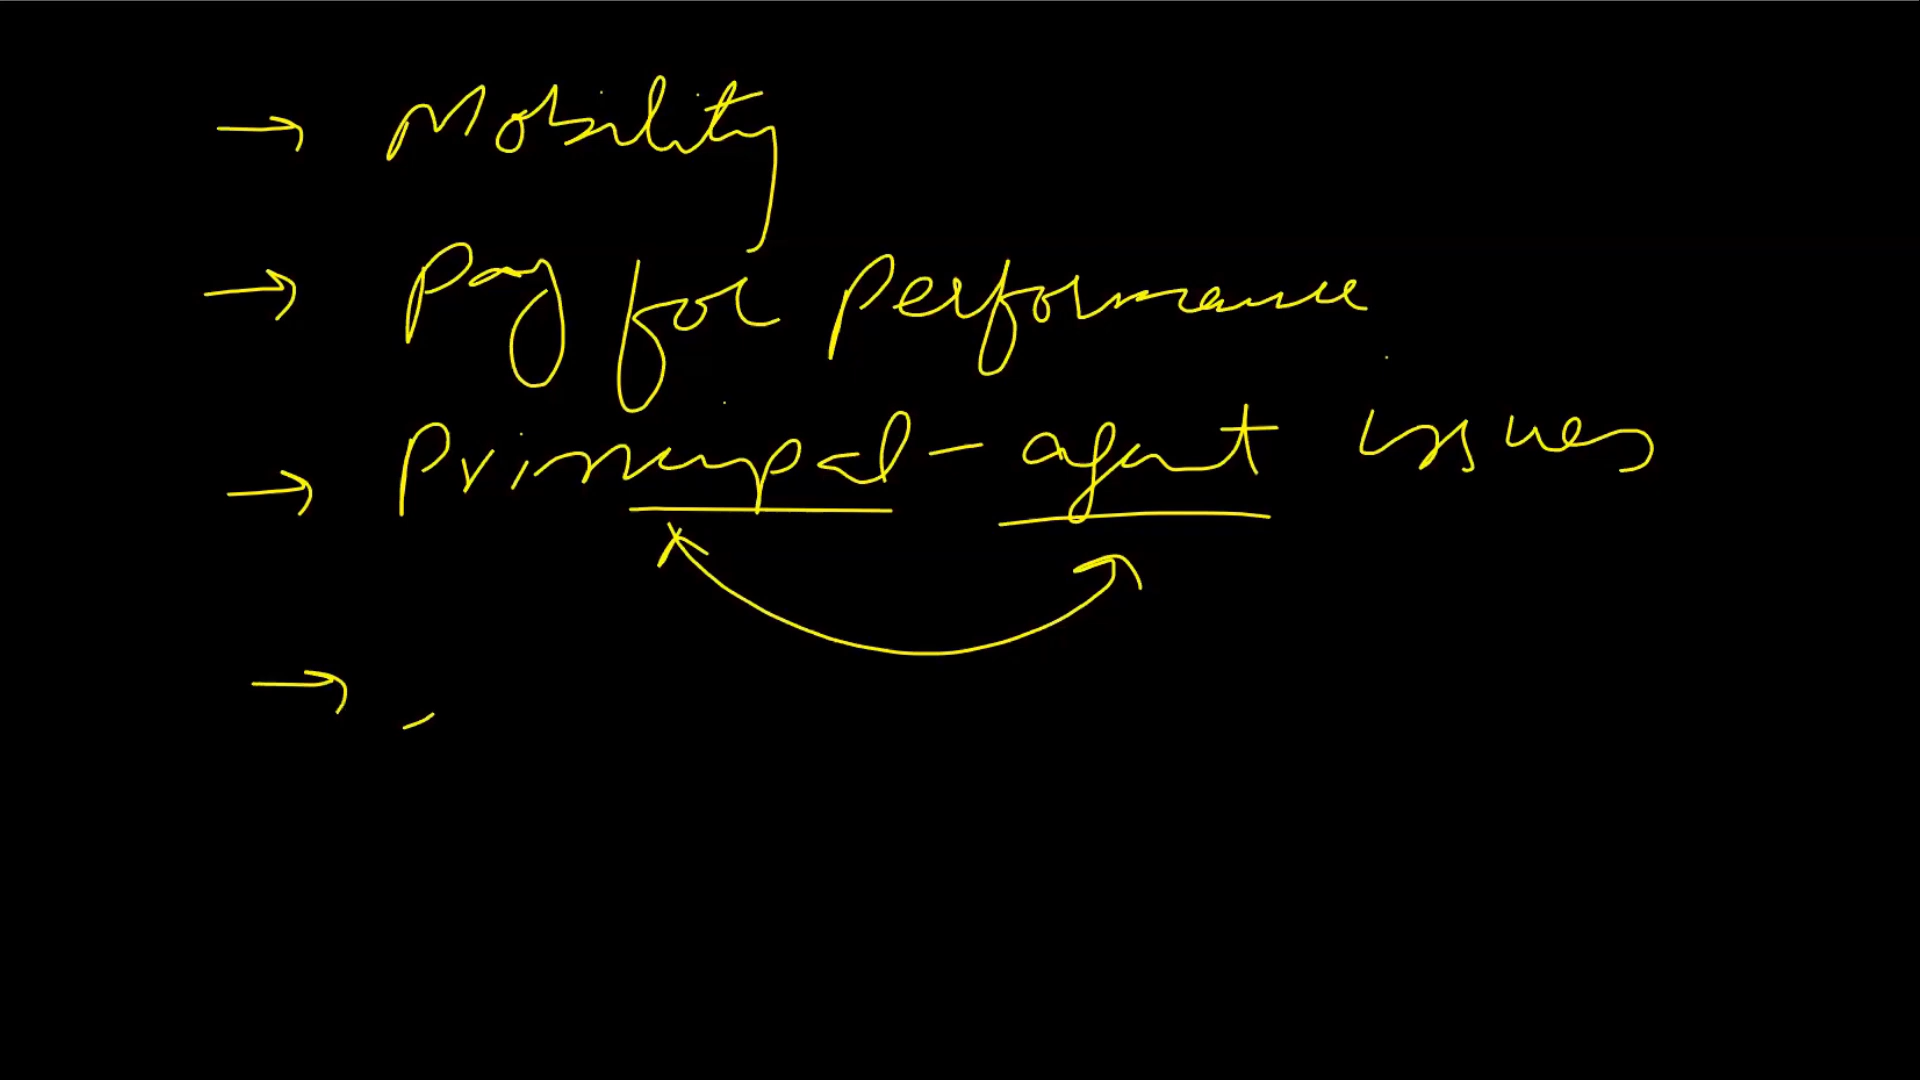 → Mobility
→ Pay for Performance
→ Principal - agent issues
→